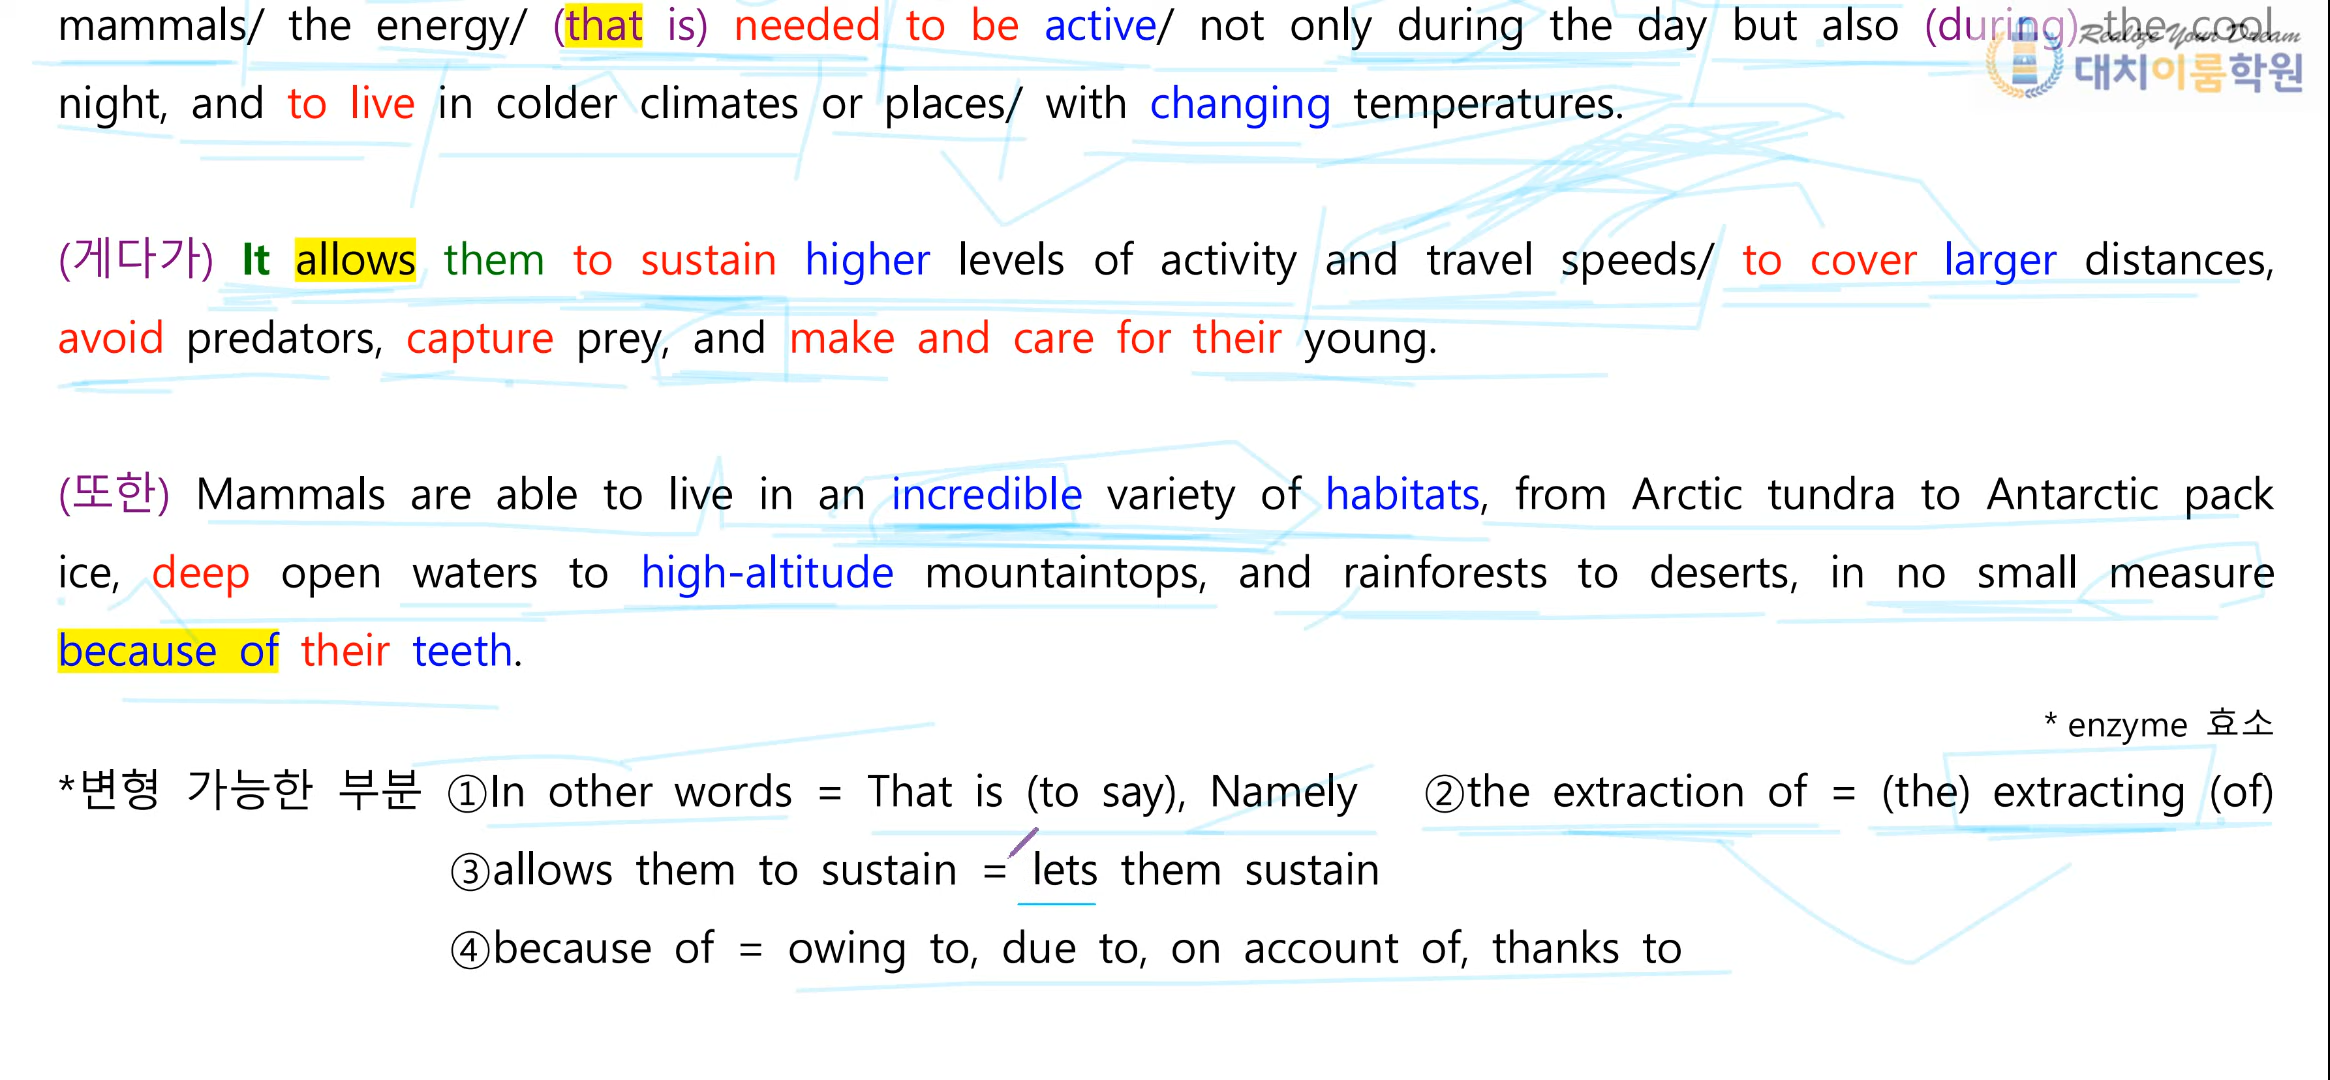 mammals/ the energy/ (that is) needed to be active/ not only during the day but also (during) the cool
Realize Your Dream
대치이룸학원
night, and to live in colder climates or places/ with changing temperatures.
(게다가) It allows them to sustain higher levels of activity and travel speeds/ to cover larger distances,
avoid predators, capture prey, and make and care for their young.
(또한) Mammals are able to live in an incredible variety of habitats, from Arctic tundra to Antarctic pack
ice, deep open waters to high-altitude mountaintops, and rainforests to deserts, in no small measure
because of their teeth.
* enzyme 효소
*변형 가능한 부분 ①In other words = That is (to say), Namely ②the extraction of = (the) extracting (of)
③allows them to sustain = lets them sustain
④because of = owing to, due to, on account of, thanks to